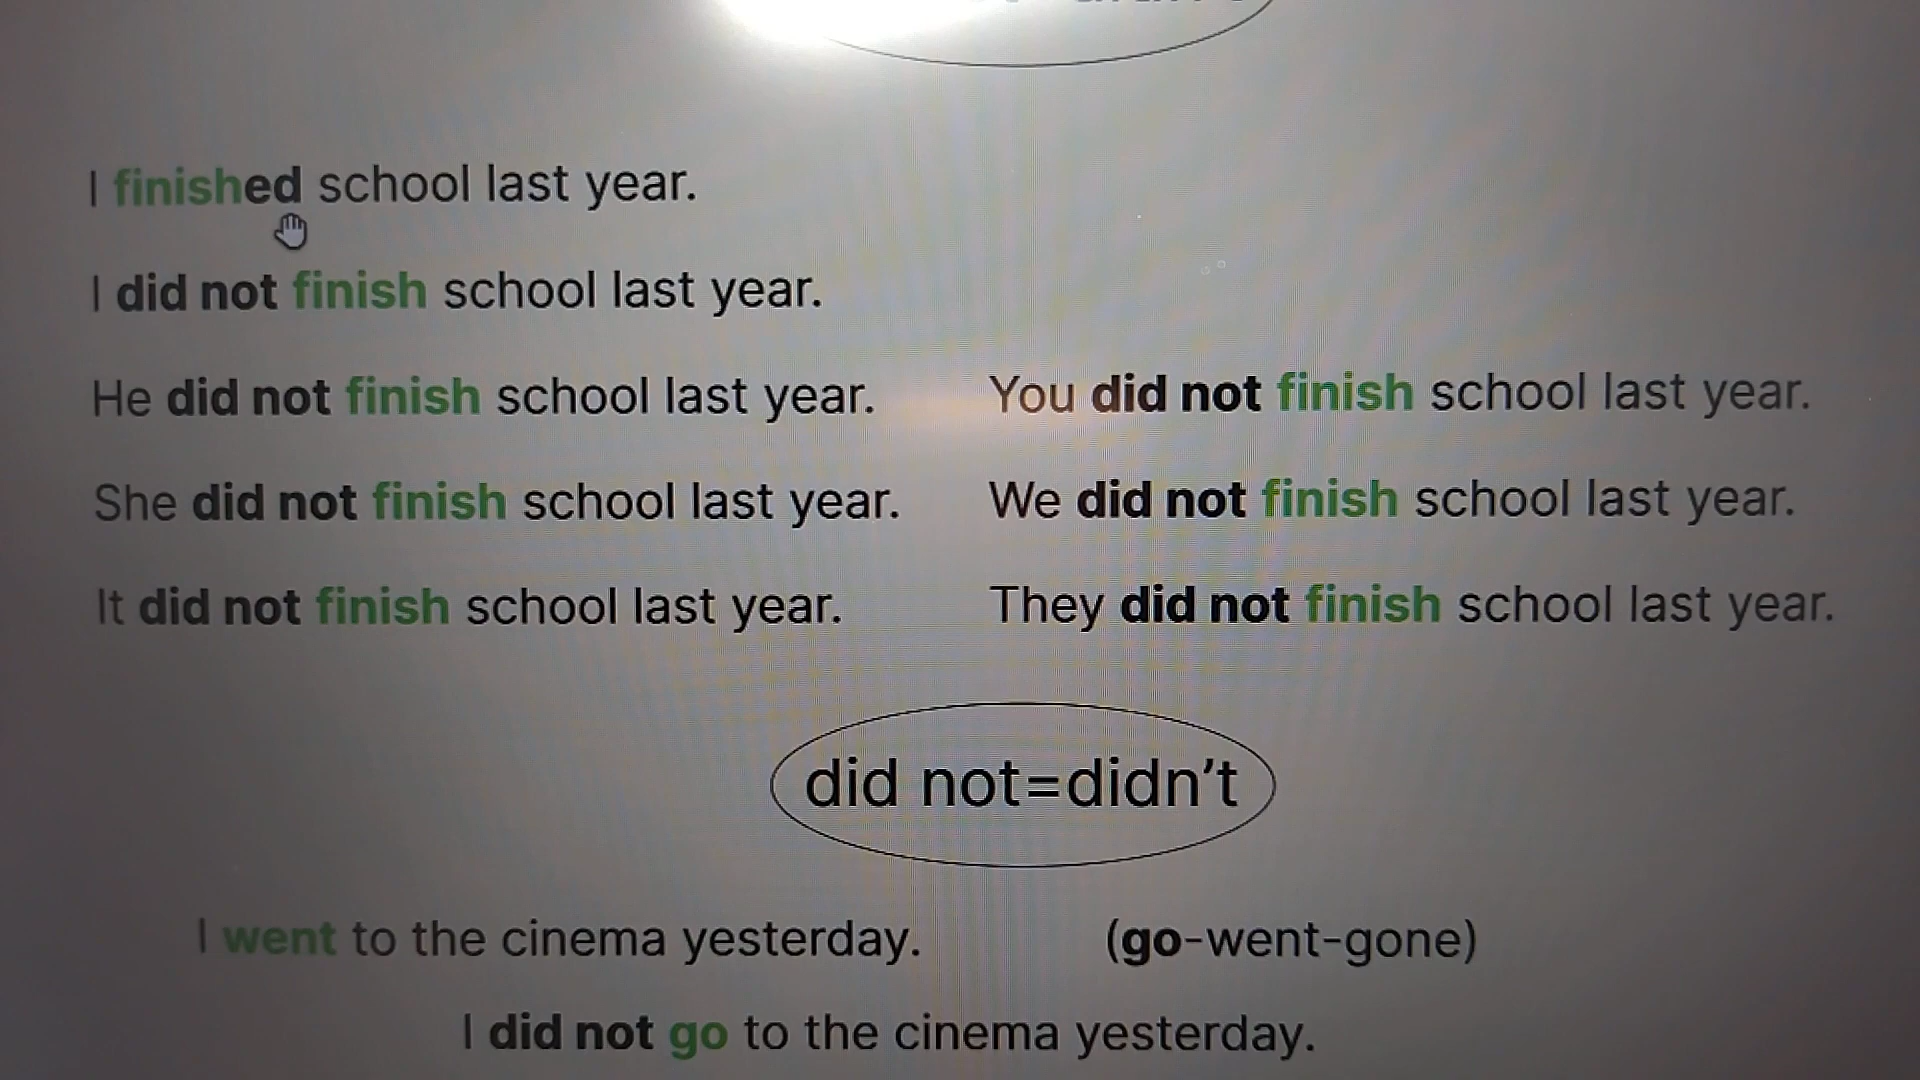 I finished school last year.
I did not finish school last year.
He did not finish school last year.
She did not finish school last year.
It did not finish school last year.
You did not finish school last year.
We did not finish school last year.
They did not finish school last year.
did not=didn’t
I went to the cinema yesterday.
(go-went-gone)
I did not go to the cinema yesterday.